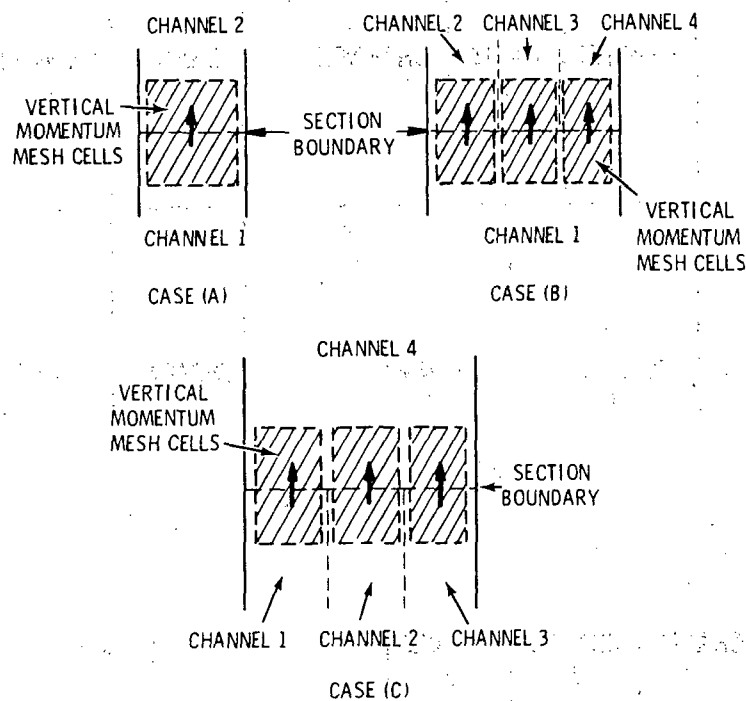 CHANNEL 2
VERTICAL
MOMENTUM
MESH CELLS
CHANNEL 1
CASE (A)
SECTION
BOUNDARY
CHANNEL 2
CHANNEL 3
CHANNEL 4
CHANNEL 1
VERTICAL
MOMENTUM
MESH CELLS
CASE (B)
CHANNEL 4
VERTICAL
MOMENTUM
MESH CELLS
SECTION
BOUNDARY
CHANNEL 1
CHANNEL 2
CHANNEL 3
CASE (C)